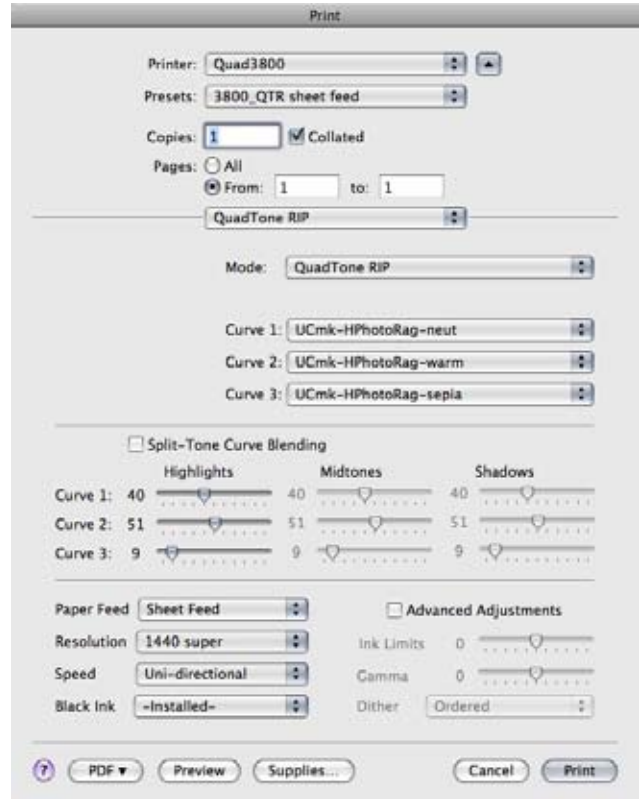 Print
Printer: Quad3800
Presets: 3800_QTR sheet feed
Copies: 1 Collated
Pages: All
From: 1 to: 1
QuadTone RIP
Mode: QuadTone RIP
Curve 1: UCmk-HPhotoRag-neut
Curve 2: UCmk-HPhotoRag-warm
Curve 3: UCmk-HPhotoRag-sepia
Split-Tone Curve Blending
Highlights Midtones Shadows
Curve 1: 40 40 40
Curve 2: 51 51 51
Curve 3: 9 9 9
Paper Feed Sheet Feed Advanced Adjustments
Resolution 1440 super Ink Limits 0
Speed Uni-directional Gamma 0
Black Ink -Installed- Dither Ordered
? PDF Preview Supplies... Cancel Print